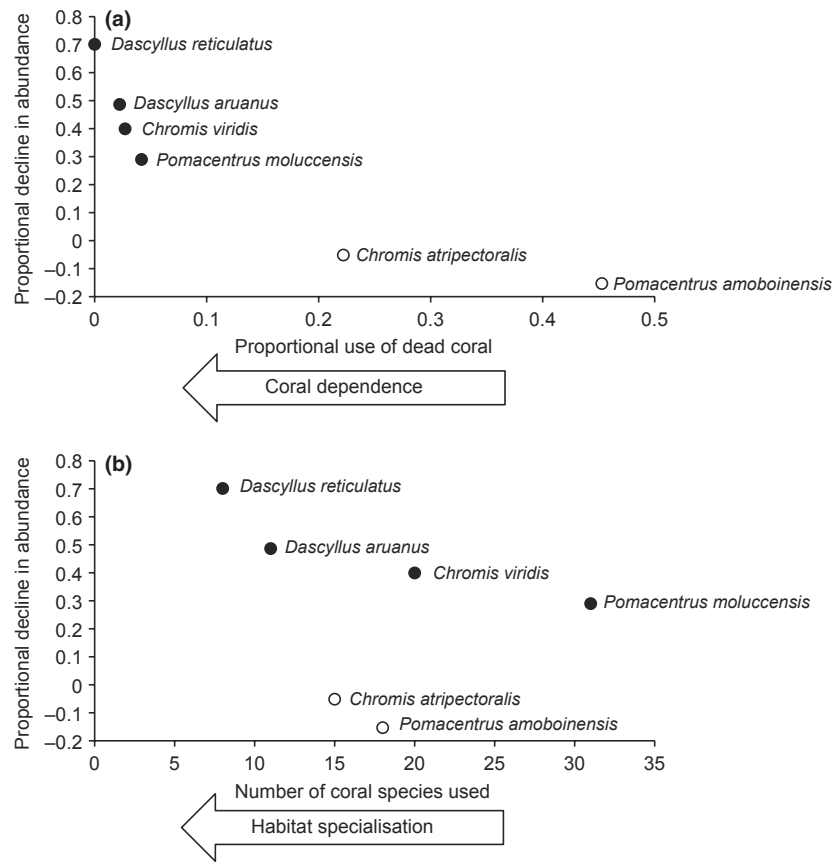 (a)
Proportional decline in abundance
0.8
0.7
0.6
0.5
0.4
0.3
0.2
0.1
0
–0.1
–0.2
Dascyllus reticulatus
Dascyllus aruanus
Chromis viridis
Pomacentrus moluccensis
Chromis atripectoralis
Pomacentrus amoboinensis
0 0.1 0.2 0.3 0.4 0.5
Proportional use of dead coral
Coral dependence
(b)
Proportional decline in abundance
0.8
0.7
0.6
0.5
0.4
0.3
0.2
0.1
0
–0.1
–0.2
Dascyllus reticulatus
Dascyllus aruanus
Chromis viridis
Pomacentrus moluccensis
Chromis atripectoralis
Pomacentrus amoboinensis
0 5 10 15 20 25 30 35
Number of coral species used
Habitat specialisation